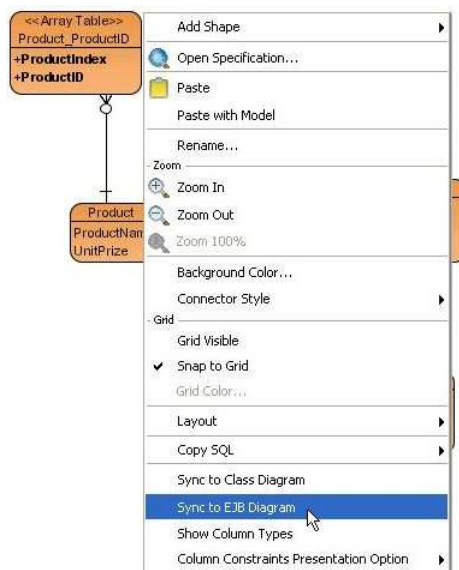 <<Array Table>>
Product_ProductID
+ProductIndex
+ProductID
Product
ProductNam
UnitPrize
Add Shape
Open Specification...
Paste
Paste with Model
Rename...
Zoom
Zoom In
Zoom Out
Zoom 100%
Background Color...
Connector Style
Grid
Grid Visible
Snap to Grid
Grid Color...
Layout
Copy SQL
Sync to Class Diagram
Sync to EJB Diagram
Show Column Types
Column Constraints Presentation Option